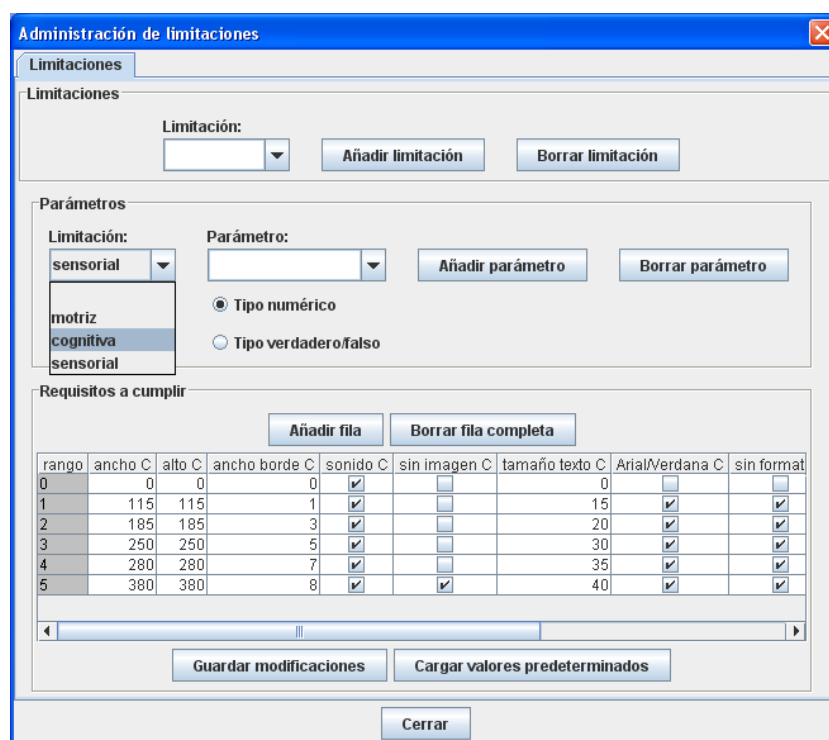 Administración de limitaciones
Limitaciones
Limitaciones
Limitación:
Añadir limitación Borrar limitación
Parámetros
Limitación: Parámetro:
sensorial Añadir parámetro Borrar parámetro
Tipo numérico
motriz
cognitiva Tipo verdadero/falso
sensorial
Requisitos a cumplir
Añadir fila Borrar fila completa
rango ancho C alto C ancho borde C sonido C sin imagen C tamaño texto C Arial/Verdana C sin format
0 0 0 0 0
1 115 115 1 15
2 185 185 3 20
3 250 250 5 30
4 280 280 7 35
5 380 380 8 40
Guardar modificaciones Cargar valores predeterminados
Cerrar